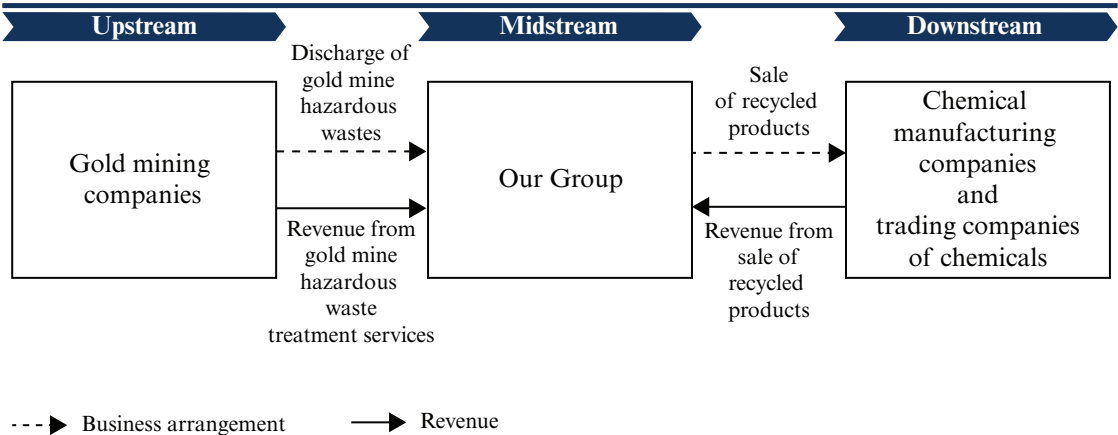 Upstream
Midstream
Downstream
Discharge of
gold mine
hazardous
wastes
Sale
of recycled
products
Gold mining
companies
Our Group
Chemical
manufacturing
companies
and
trading companies
of chemicals
Revenue from
gold mine
hazardous
waste
treatment services
Revenue from
sale of
recycled
products
Business arrangement
Revenue